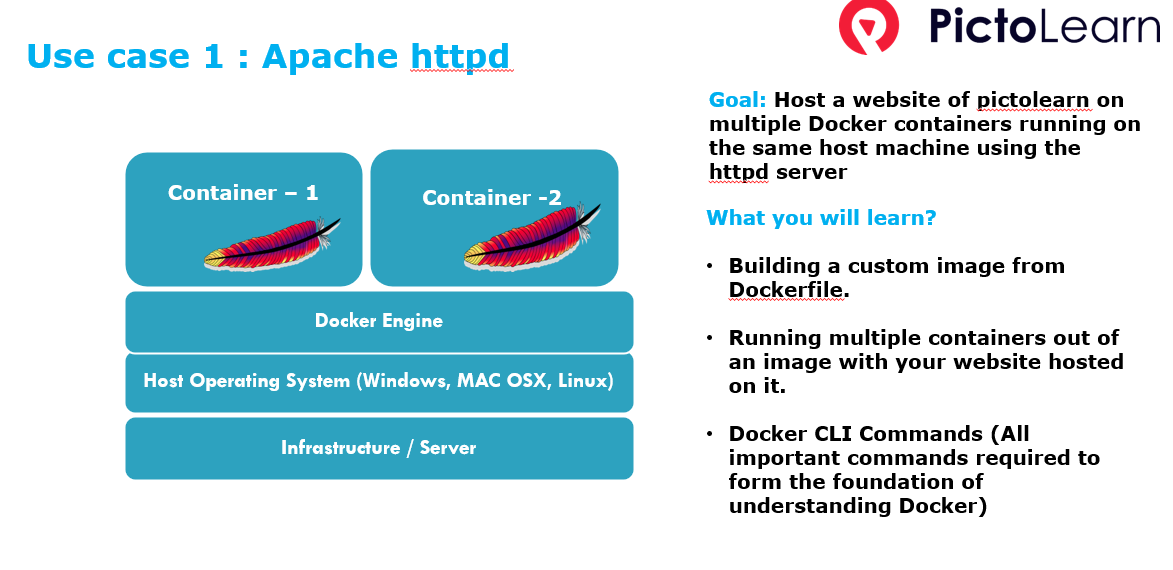 PictoLearn
Use case 1 : Apache httpd
Container – 1
Container -2
Docker Engine
Host Operating System (Windows, MAC OSX, Linux)
Infrastructure / Server
Goal: Host a website of pictolearn on
multiple Docker containers running on
the same host machine using the
httpd server
What you will learn?
• Building a custom image from
Dockerfile.
• Running multiple containers out of
an image with your website hosted
on it.
• Docker CLI Commands (All
important commands required to
form the foundation of
understanding Docker)